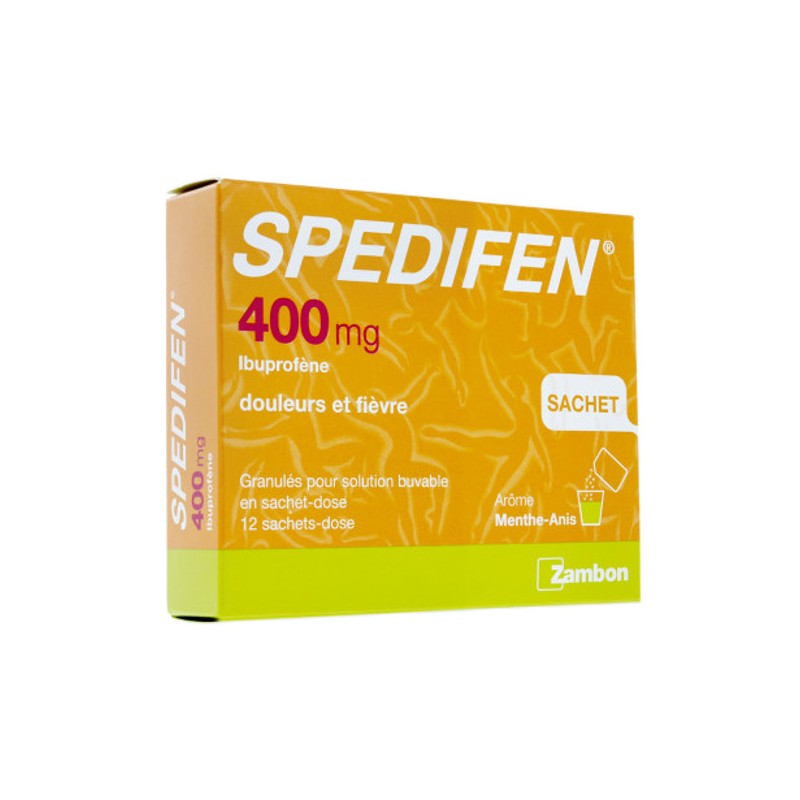 SPEDIFEN®
400 mg
Ibuprofène
douleurs et fièvre
SACHET
Granulés pour solution buvable
en sachet-dose
12 sachets-dose
Arôme
Menthe-Anis
Zambon
SPEDIFEN®
400 mg
Ibuprofène